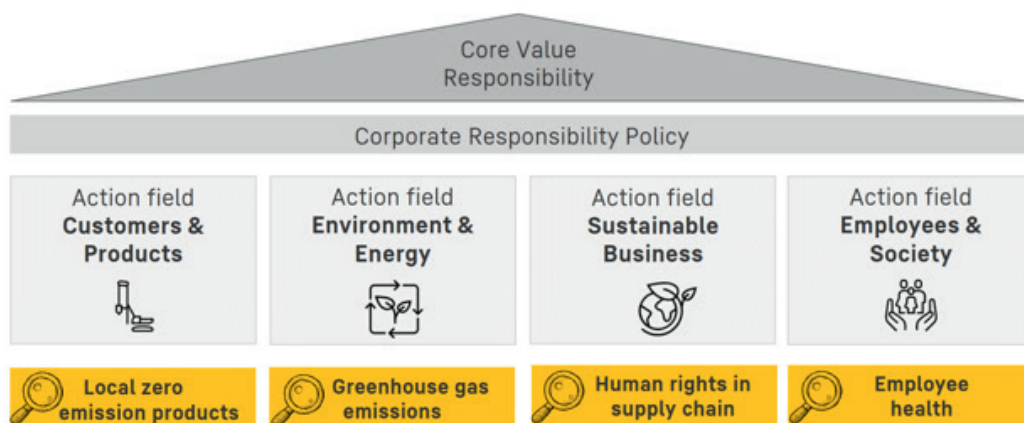 Core Value
Responsibility
Corporate Responsibility Policy
Action field
Customers &
Products
Action field
Environment &
Energy
Action field
Sustainable
Business
Action field
Employees &
Society
Local zero
emission products
Greenhouse gas
emissions
Human rights in
supply chain
Employee
health